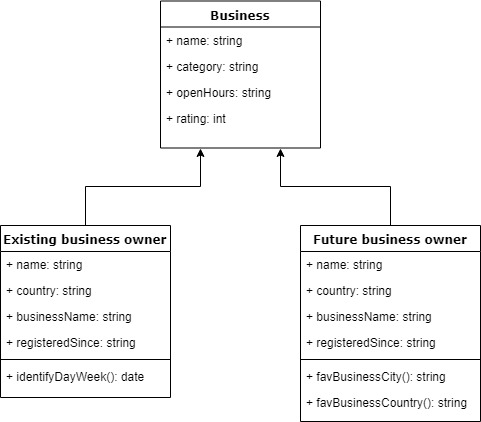 Business
+ name: string
+ category: string
+ openHours: string
+ rating: int
Existing business owner
+ name: string
+ country: string
+ businessName: string
+ registeredSince: string
+ identifyDayWeek(): date
Future business owner
+ name: string
+ country: string
+ businessName: string
+ registeredSince: string
+ favBusinessCity(): string
+ favBusinessCountry(): string